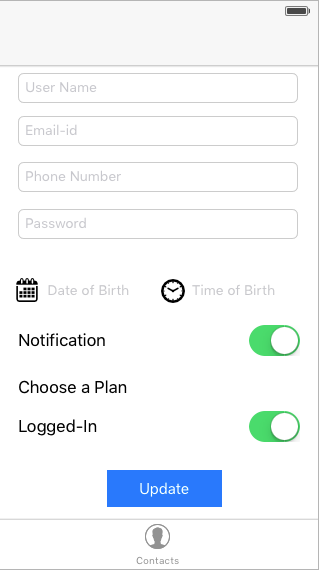 User Name
Email-id
Phone Number
Password
Date of Birth Time of Birth
Notification
Choose a Plan
Logged-In
Update
Contacts